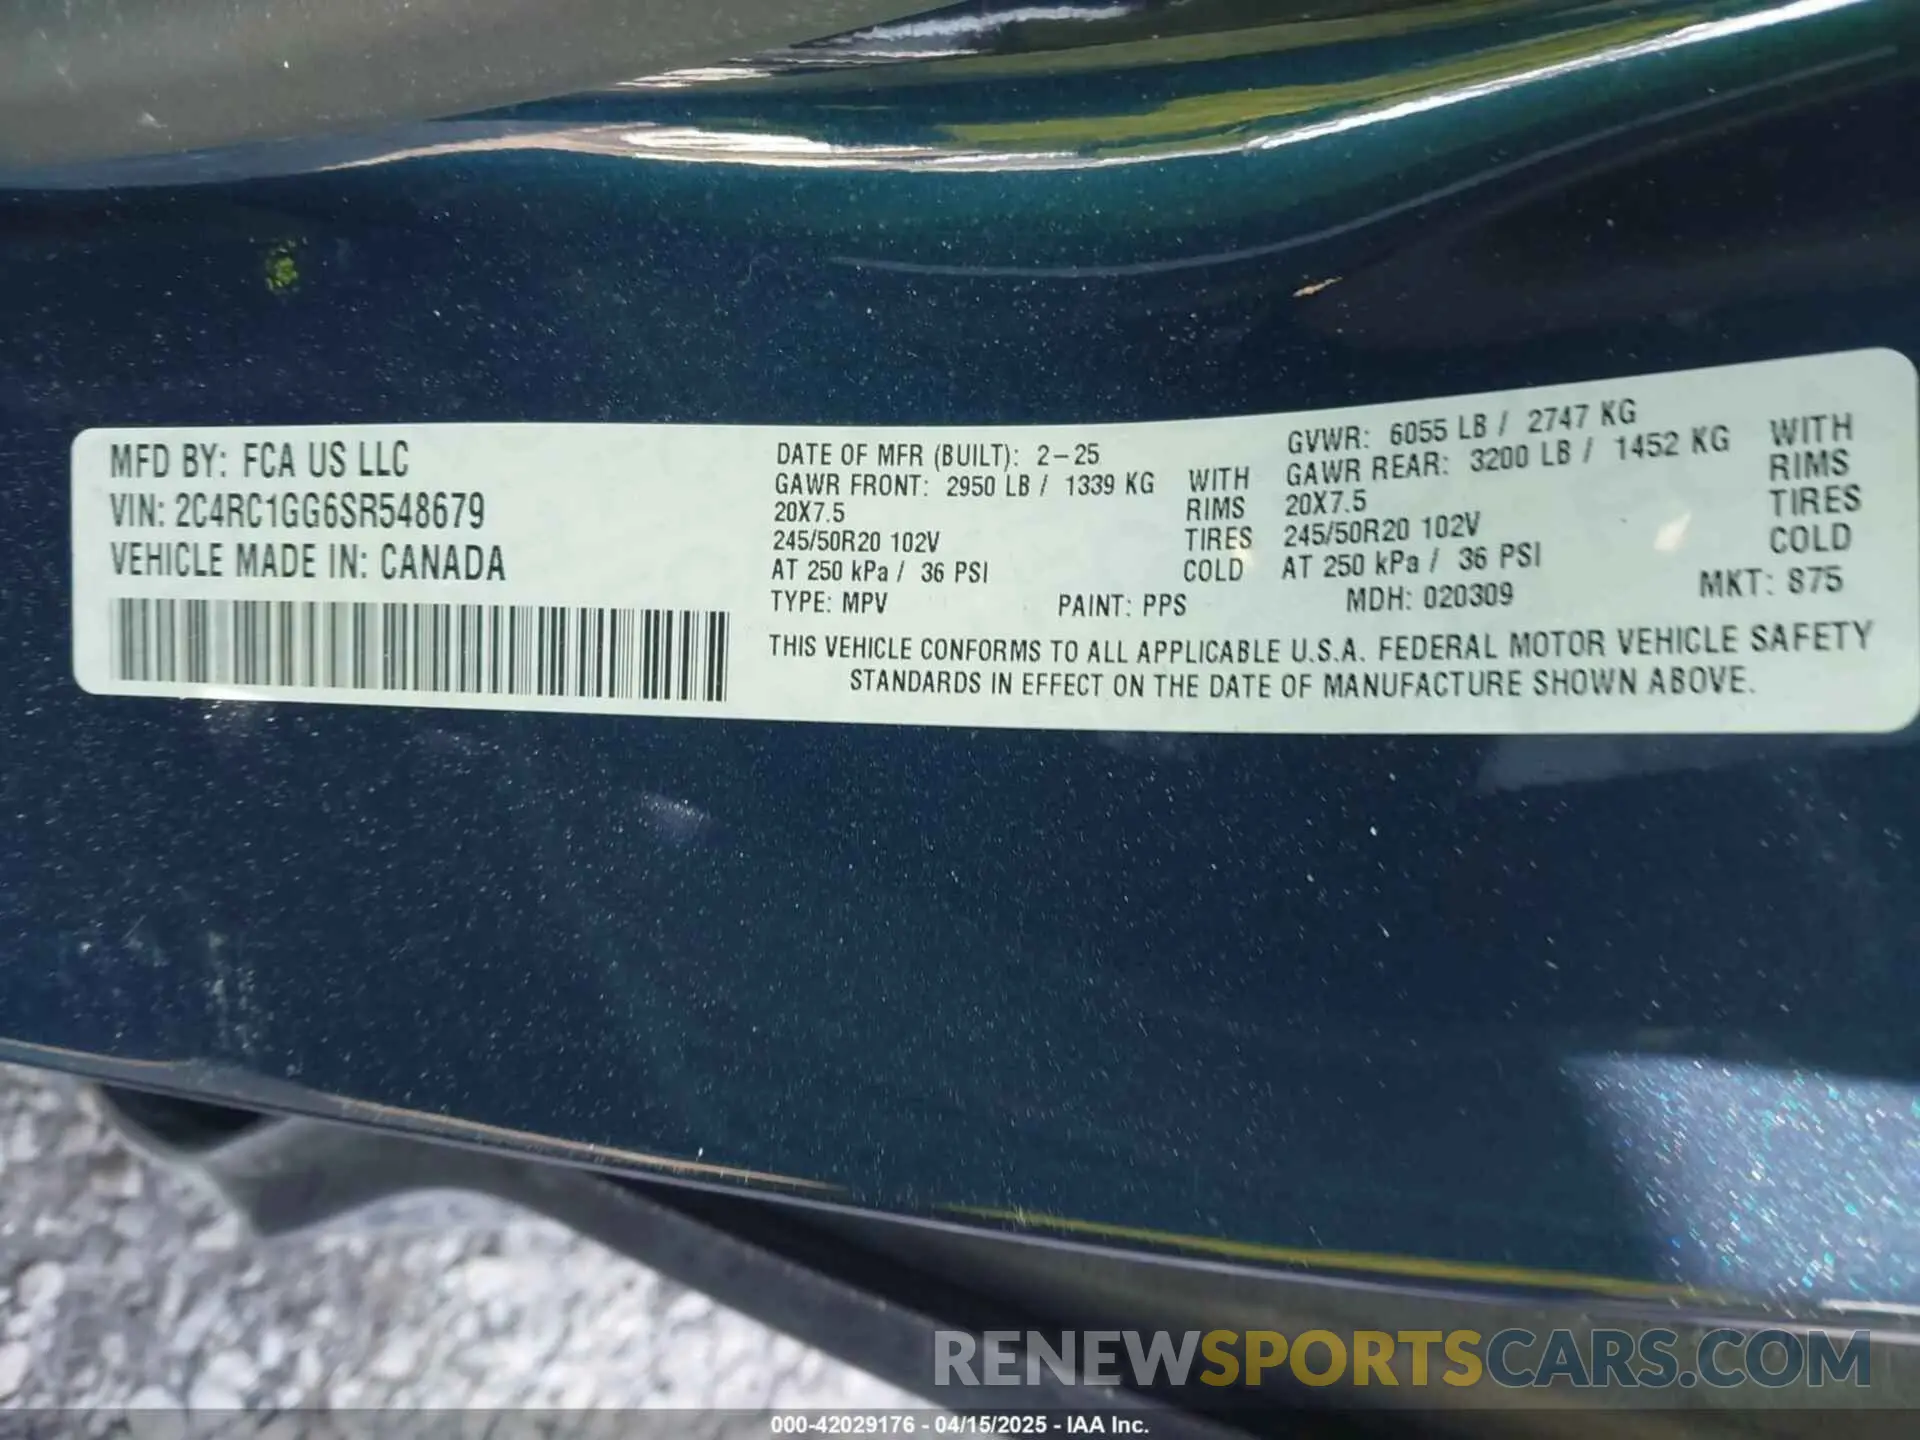 MFD BY: FCA US LLC
VIN: 2C4RC1GG6SR548679
VEHICLE MADE IN: CANADA
DATE OF MFR (BUILT): 2-25
GAWR FRONT: 2950 LB / 1339 KG WITH
20X7.5 RIMS
245/50R20 102V TIRES
AT 250 kPa / 36 PSI COLD
GVWR: 6055 LB / 2747 KG
GAWR REAR: 3200 LB / 1452 KG WITH
20X7.5 RIMS
245/50R20 102V TIRES
AT 250 kPa / 36 PSI COLD
TYPE: MPV PAINT: PPS MDH: 020309 MKT: 875
THIS VEHICLE CONFORMS TO ALL APPLICABLE U.S.A. FEDERAL MOTOR VEHICLE SAFETY
STANDARDS IN EFFECT ON THE DATE OF MANUFACTURE SHOWN ABOVE.
RENEWSPORTSCARS.COM
000-42029176 - 04/15/2025 - IAA Inc.